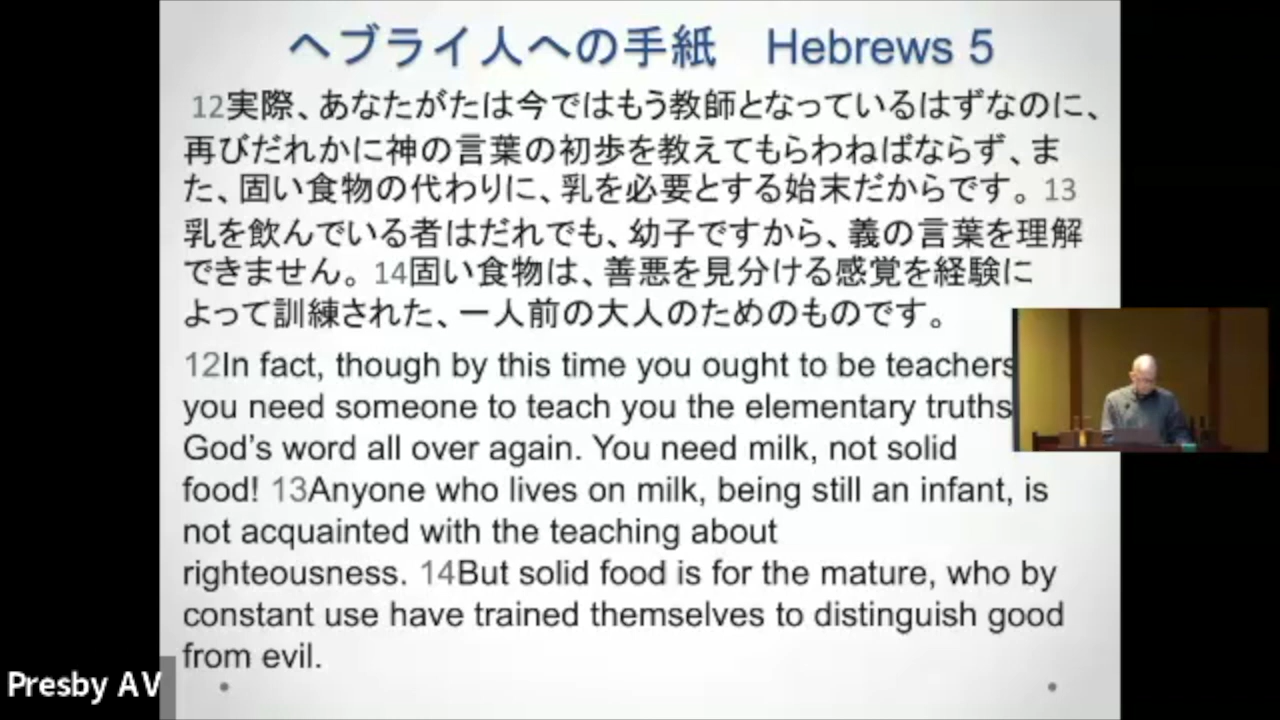 ヘブライ人への手紙　Hebrews 5
12実際、あなたがたは今ではもう教師となっているはずなのに、
再びだれかに神の言葉の初歩を教えてもらわねばならず、ま
た、固い食物の代わりに、乳を必要とする始末だからです。13
乳を飲んでいる者はだれでも、幼子ですから、義の言葉を理解
できません。14固い食物は、善悪を見分ける感覚を経験に
よって訓練された、一人前の大人のためのものです。
12In fact, though by this time you ought to be teachers
you need someone to teach you the elementary truths
God’s word all over again. You need milk, not solid
food! 13Anyone who lives on milk, being still an infant, is
not acquainted with the teaching about
righteousness. 14But solid food is for the mature, who by
constant use have trained themselves to distinguish good
from evil.
Presby AV